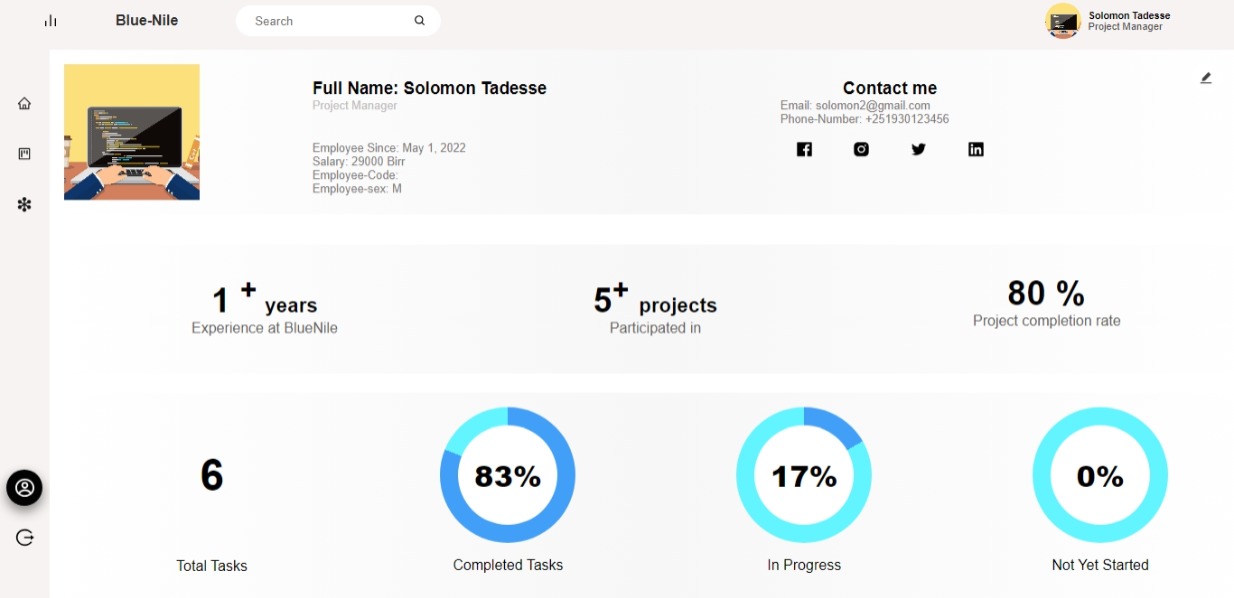 Blue-Nile
Search
Solomon Tadesse
Project Manager
Full Name: Solomon Tadesse
Project Manager
Employee Since: May 1, 2022
Salary: 29000 Birr
Employee-Code:
Employee-sex: M
Contact me
Email: solomon2@gmail.com
Phone-Number: +251930123456
1 + years
Experience at BlueNile
5+ projects
Participated in
80 %
Project completion rate
6
Total Tasks
83%
Completed Tasks
17%
In Progress
0%
Not Yet Started